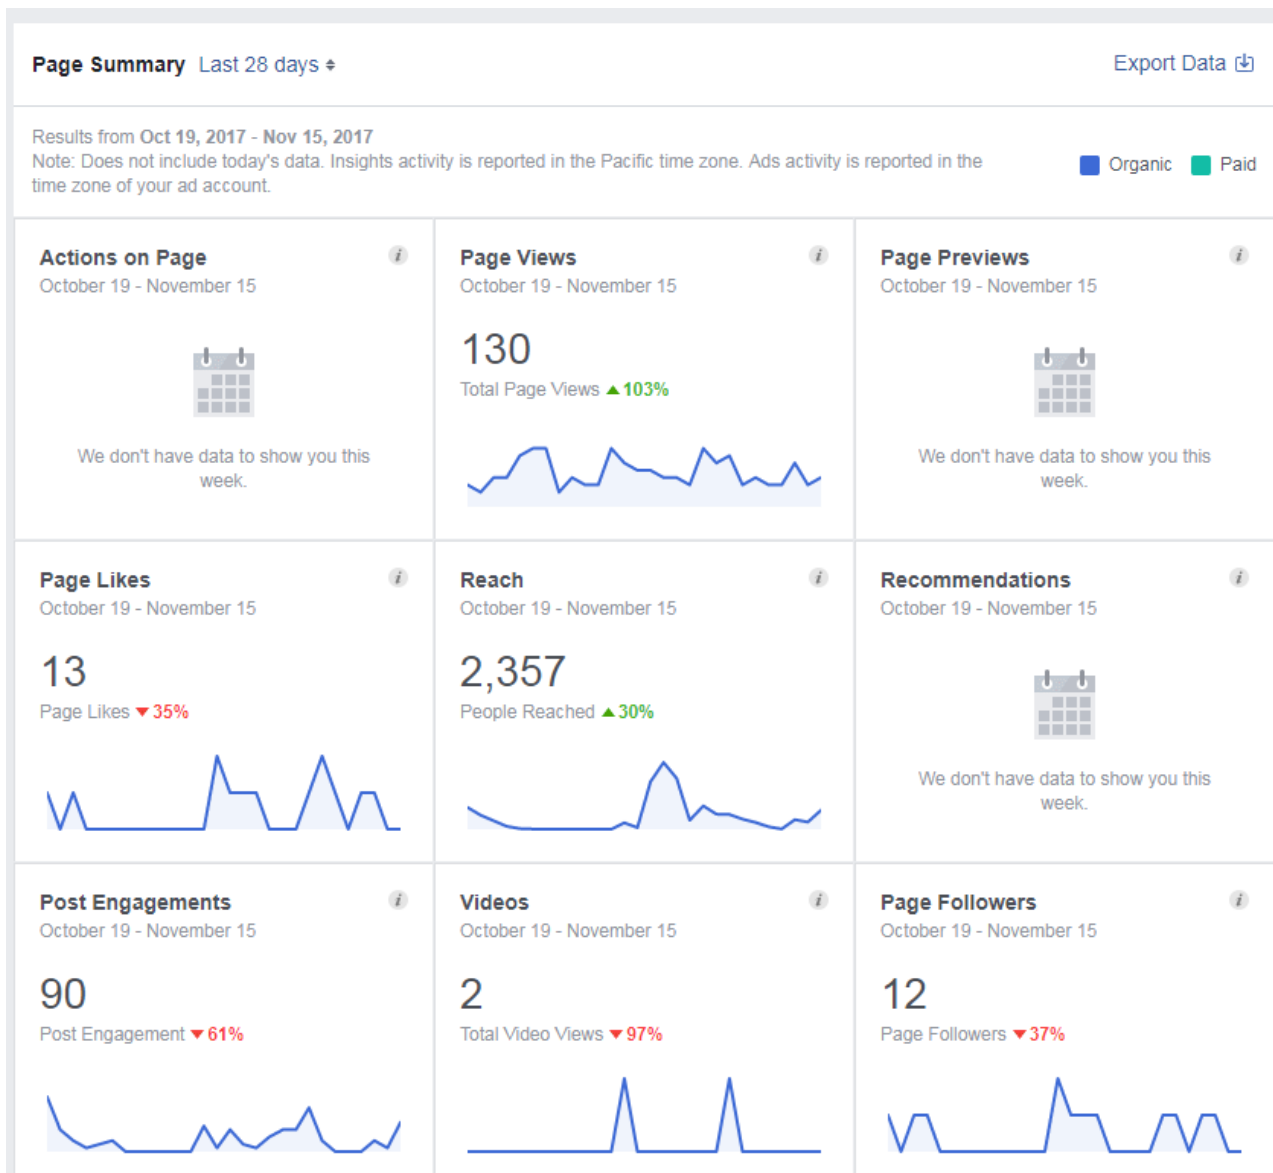 Page Summary Last 28 days
Export Data
Results from Oct 19, 2017 - Nov 15, 2017
Note: Does not include today's data. Insights activity is reported in the Pacific time zone. Ads activity is reported in the
time zone of your ad account.
Organic Paid
Actions on Page
October 19 - November 15
We don't have data to show you this
week.
Page Views
October 19 - November 15
130
Total Page Views 103%
Page Previews
October 19 - November 15
We don't have data to show you this
week.
Page Likes
October 19 - November 15
13
Page Likes 35%
Reach
October 19 - November 15
2,357
People Reached 30%
Recommendations
October 19 - November 15
We don't have data to show you this
week.
Post Engagements
October 19 - November 15
90
Post Engagement 61%
Videos
October 19 - November 15
2
Total Video Views 97%
Page Followers
October 19 - November 15
12
Page Followers 37%